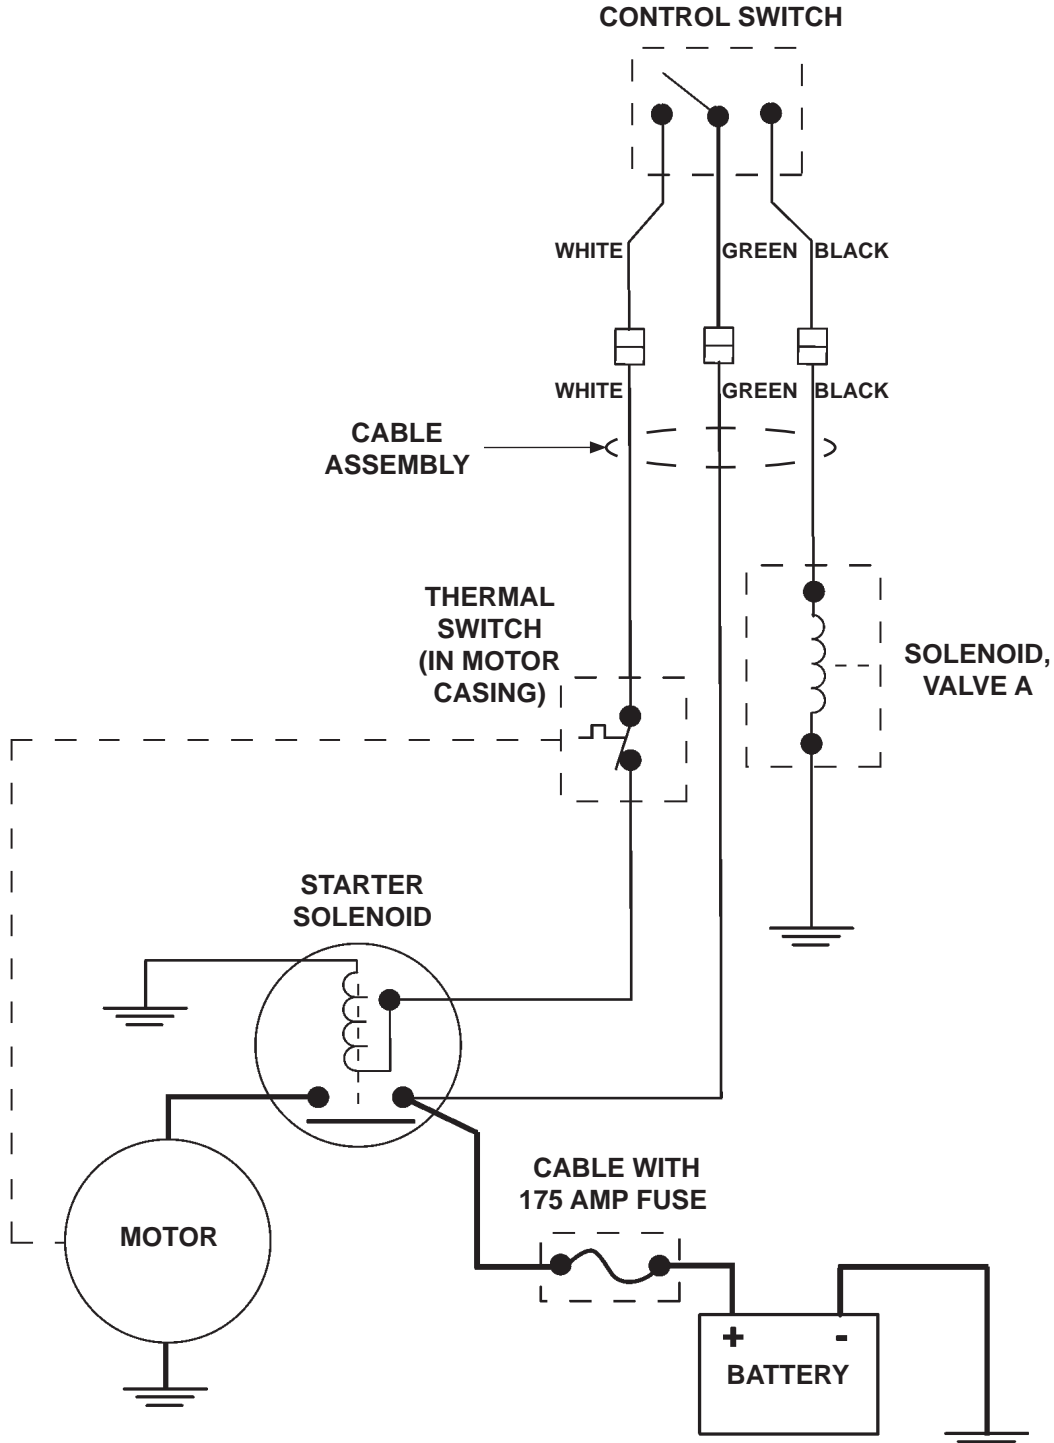 CONTROL SWITCH
WHITE
GREEN
BLACK
WHITE
GREEN
BLACK
CABLE
ASSEMBLY
THERMAL
SWITCH
(IN MOTOR
CASING)
SOLENOID,
VALVE A
STARTER
SOLENOID
CABLE WITH
175 AMP FUSE
MOTOR
+
-
BATTERY